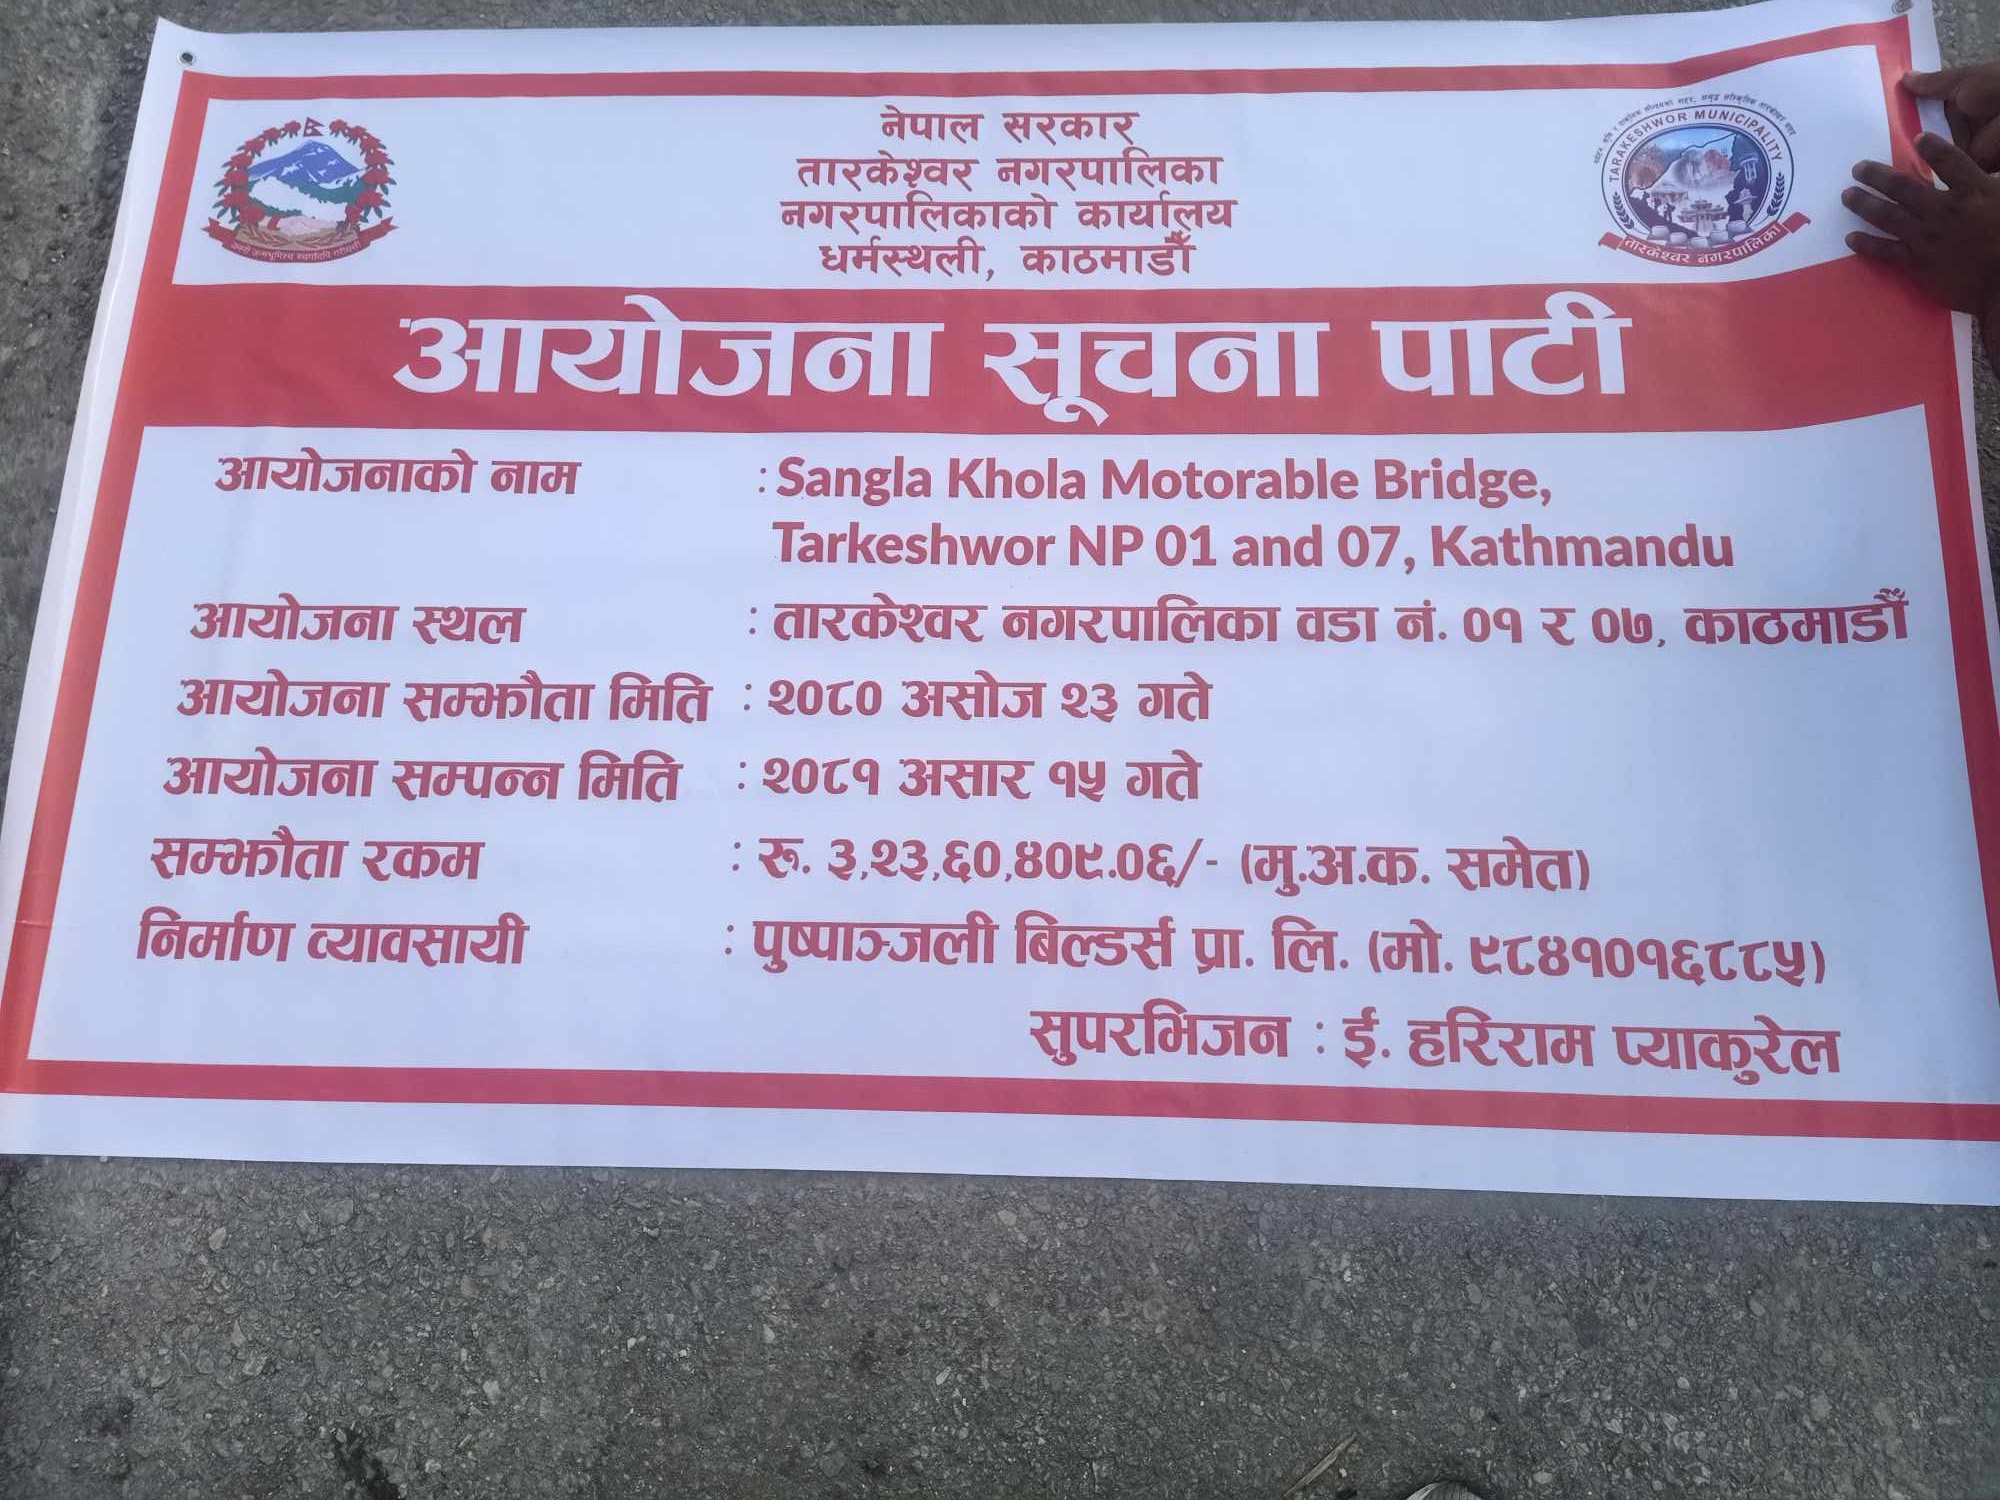 नेपाल सरकार
तारकेश्वर नगरपालिका
नगरपालिकाको कार्यालय
धर्मस्थली, काठमाडौँ
TARAKESHWOR MUNICIPALITY
तारकेश्वर नगरपालिका
आयोजना सूचना पाटी
आयोजनाको नाम : Sangla Khola Motorable Bridge,
Tarkeshwor NP 01 and 07, Kathmandu
आयोजना स्थल : तारकेश्वर नगरपालिका वडा नं. ०१ र ०७, काठमाडौँ
आयोजना सम्झौता मिति : २०८० असोज २३ गते
आयोजना सम्पन्न मिति : २०८१ असार १५ गते
सम्झौता रकम : रु. ३,२३,६०,४०९.०६/- (मु.अ.क. समेत)
निर्माण व्यावसायी : पुष्पाञ्जली बिल्डर्स प्रा. लि. (मो. ९८४१०१६८८५)
सुपरभिजन : ई. हरिराम प्याकुरेल